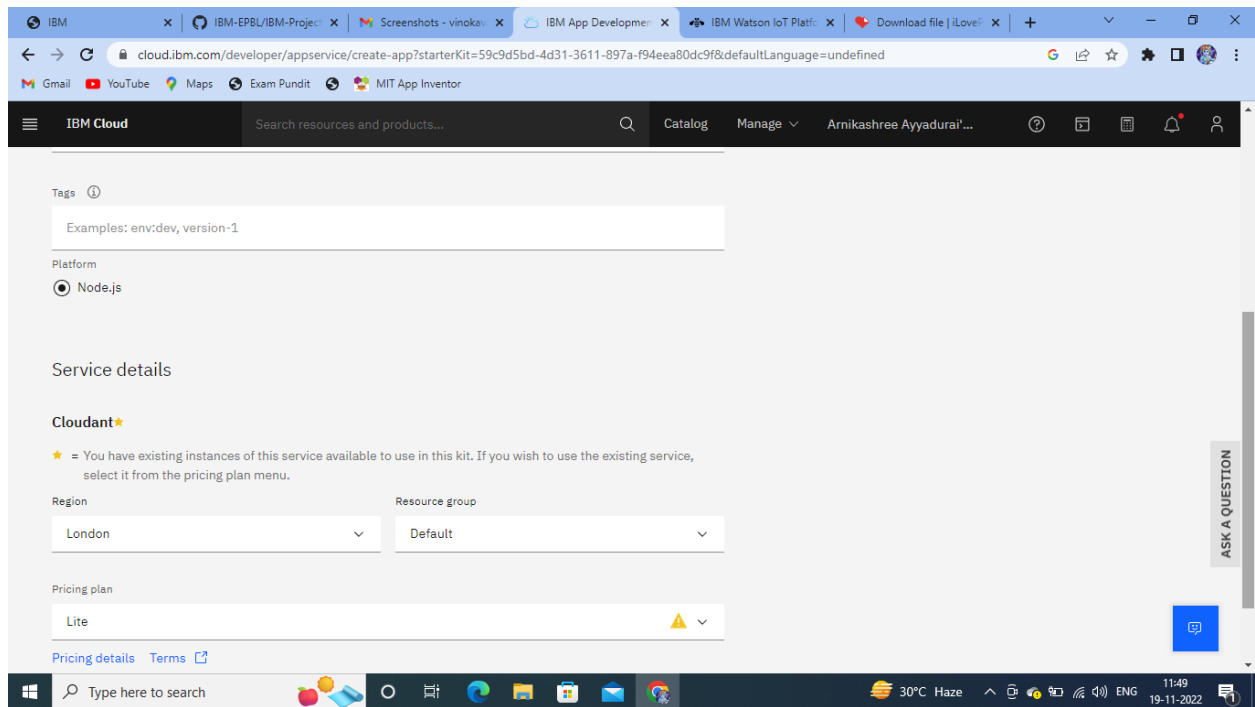 IBM
IBM-EPBL/IBM-Project
Screenshots - vinokav
IBM App Developmen
IBM Watson IoT Platfo
Download file | iLoveP
cloud.ibm.com/developer/appservice/create-app?starterKit=59c9d5bd-4d31-3611-897a-f94eea80dc9f&defaultLanguage=undefined
Gmail YouTube Maps Exam Pundit MIT App Inventor
IBM Cloud Search resources and products... Catalog Manage Arnikashree Ayyadurai'...
Tags
Examples: env:dev, version-1
Platform
Node.js
Service details
Cloudant
= You have existing instances of this service available to use in this kit. If you wish to use the existing service,
select it from the pricing plan menu.
Region Resource group
London Default
Pricing plan
Lite
Pricing details Terms
ASK A QUESTION
Type here to search 30°C Haze ENG 11:49
19-11-2022